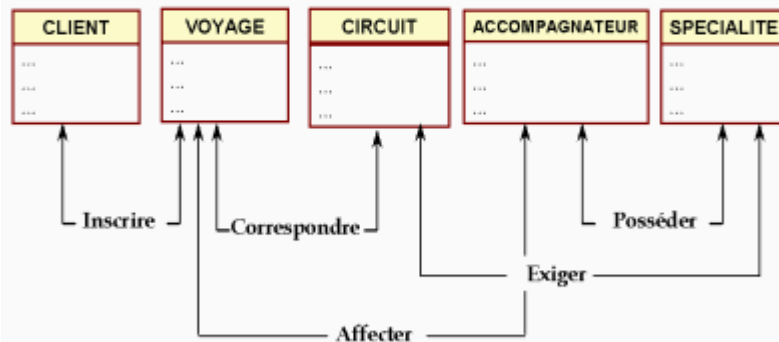 CLIENT VOYAGE CIRCUIT ACCOMPAGNATEUR SPECIALITE
... ... ... ... ...
... ... ... ... ...
... ... ... ... ...
Inscrire Correspondre Posséder
Exiger
Affecter